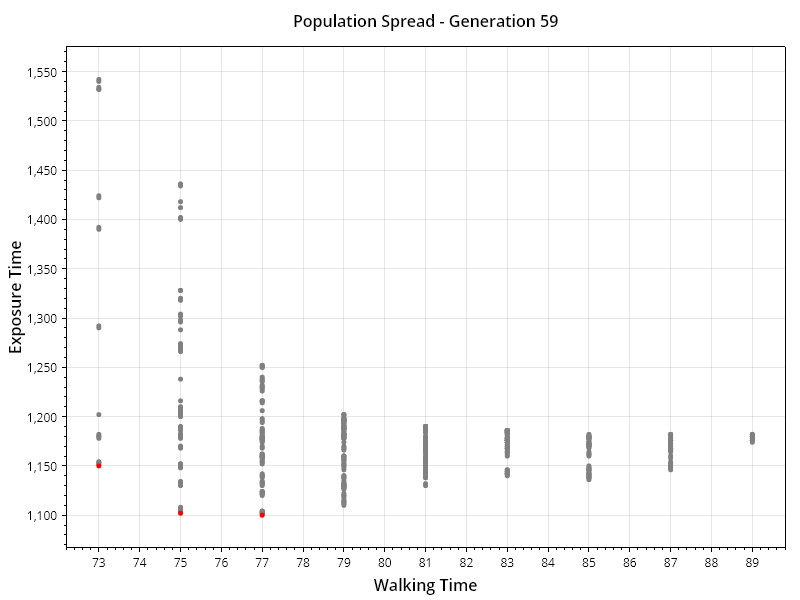 Population Spread - Generation 59
Exposure Time
1,550
1,500
1,450
1,400
1,350
1,300
1,250
1,200
1,150
1,100
73 74 75 76 77 78 79 80 81 82 83 84 85 86 87 88 89
Walking Time